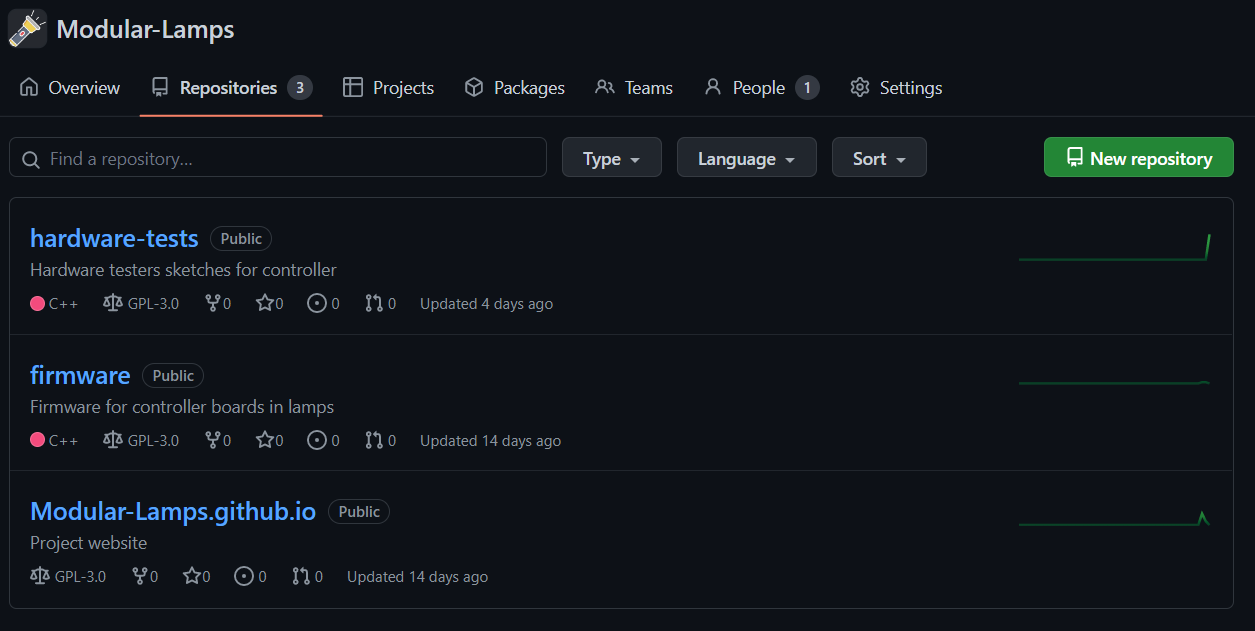 Modular-Lamps
Overview Repositories 3 Projects Packages Teams People 1 Settings
Find a repository… Type Language Sort New repository
hardware-tests Public
Hardware testers sketches for controller
C++ GPL-3.0 0 0 0 0 Updated 4 days ago
firmware Public
Firmware for controller boards in lamps
C++ GPL-3.0 0 0 0 0 Updated 14 days ago
Modular-Lamps.github.io Public
Project website
GPL-3.0 0 0 0 0 Updated 14 days ago